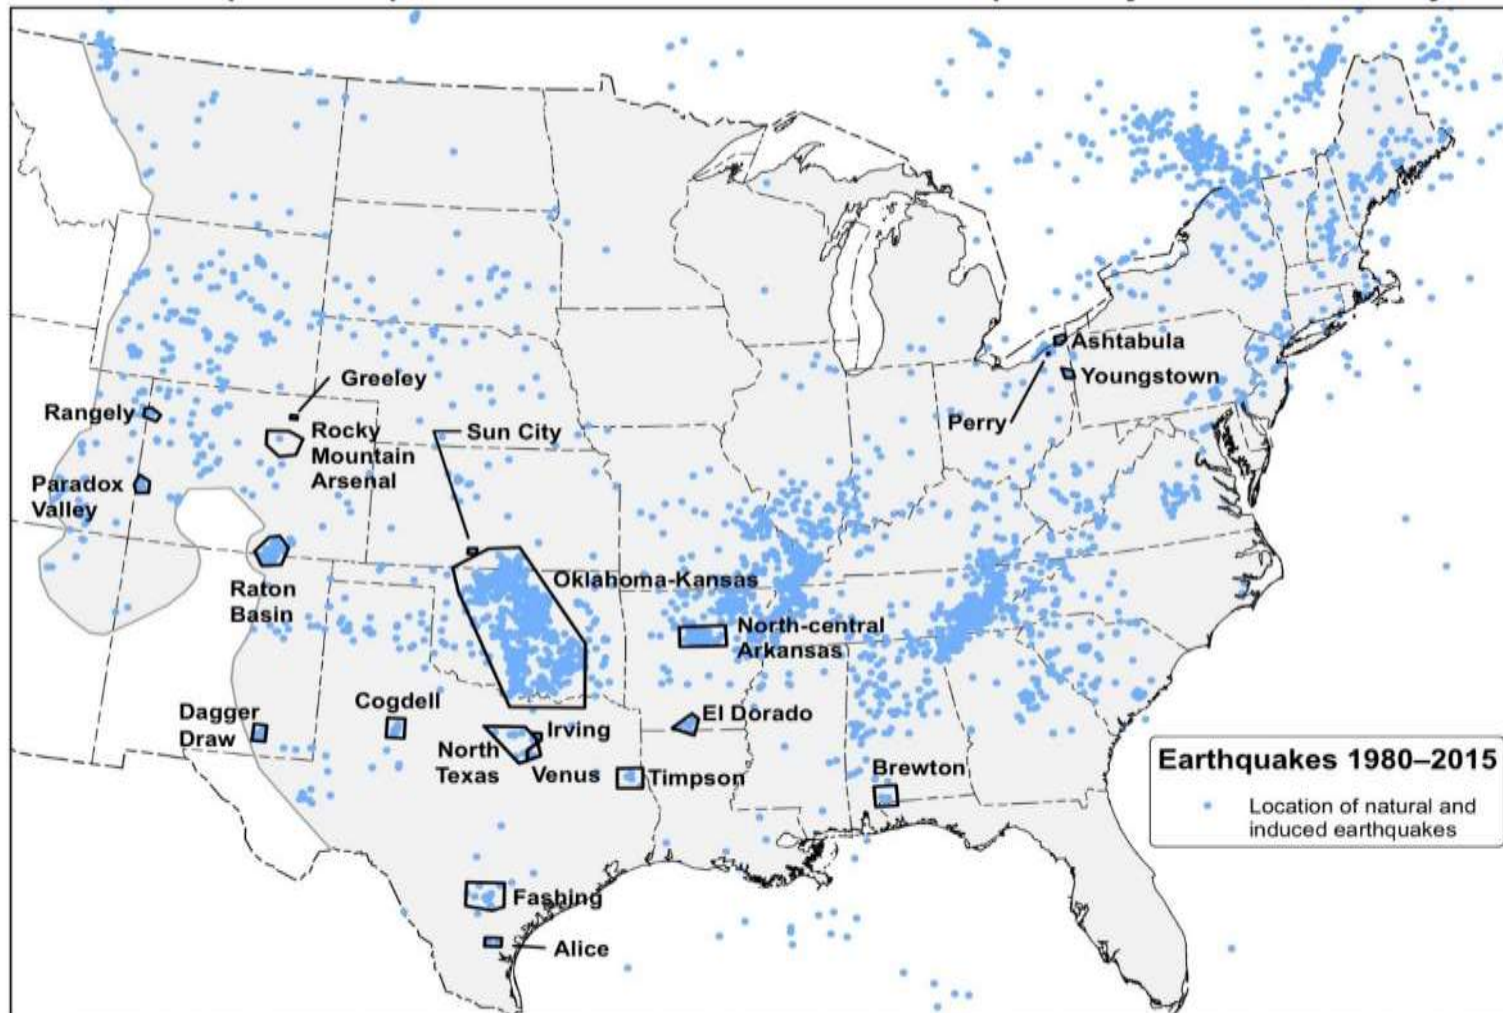 Ashtabula
Youngstown
Perry
Greeley
Rangely
Rocky
Mountain
Arsenal
Sun City
Paradox
Valley
Raton
Basin
Oklahoma-Kansas
North-central
Arkansas
Cogdell
Dagger
Draw
El Dorado
Irving
North
Texas
Venus
Timpson
Brewton
Earthquakes 1980–2015
Location of natural and
induced earthquakes
Fashing
Alice